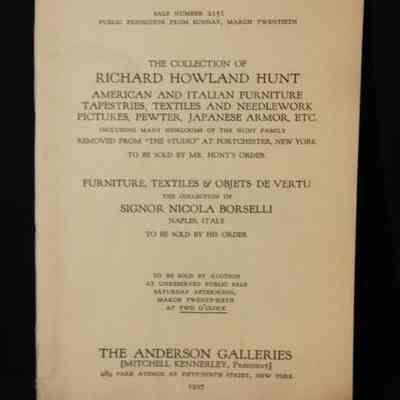 SALE NUMBER 2151
PUBLIC EXHIBITION FROM SUNDAY, MARCH TWENTIETH
THE COLLECTION OF
RICHARD HOWLAND HUNT
AMERICAN AND ITALIAN FURNITURE
TAPESTRIES, TEXTILES AND NEEDLEWORK
PICTURES, PEWTER, JAPANESE ARMOR, ETC.
INCLUDING MANY HEIRLOOMS OF THE HUNT FAMILY
REMOVED FROM "THE STUDIO" AT PORTCHESTER, NEW YORK
TO BE SOLD BY MR. HUNT'S ORDER
FURNITURE, TEXTILES & OBJETS DE VERTU
THE COLLECTION OF
SIGNOR NICOLA BORSELLI
NAPLES, ITALY
TO BE SOLD BY HIS ORDER
TO BE SOLD BY AUCTION
AT UNRESERVED PUBLIC SALE
SATURDAY AFTERNOON,
MARCH TWENTY-SIXTH
AT TWO O'CLOCK
THE ANDERSON GALLERIES
[MITCHELL KENNERLEY, PRESIDENT]
489 PARK AVENUE AT FIFTY-NINTH STREET, NEW YORK
1927